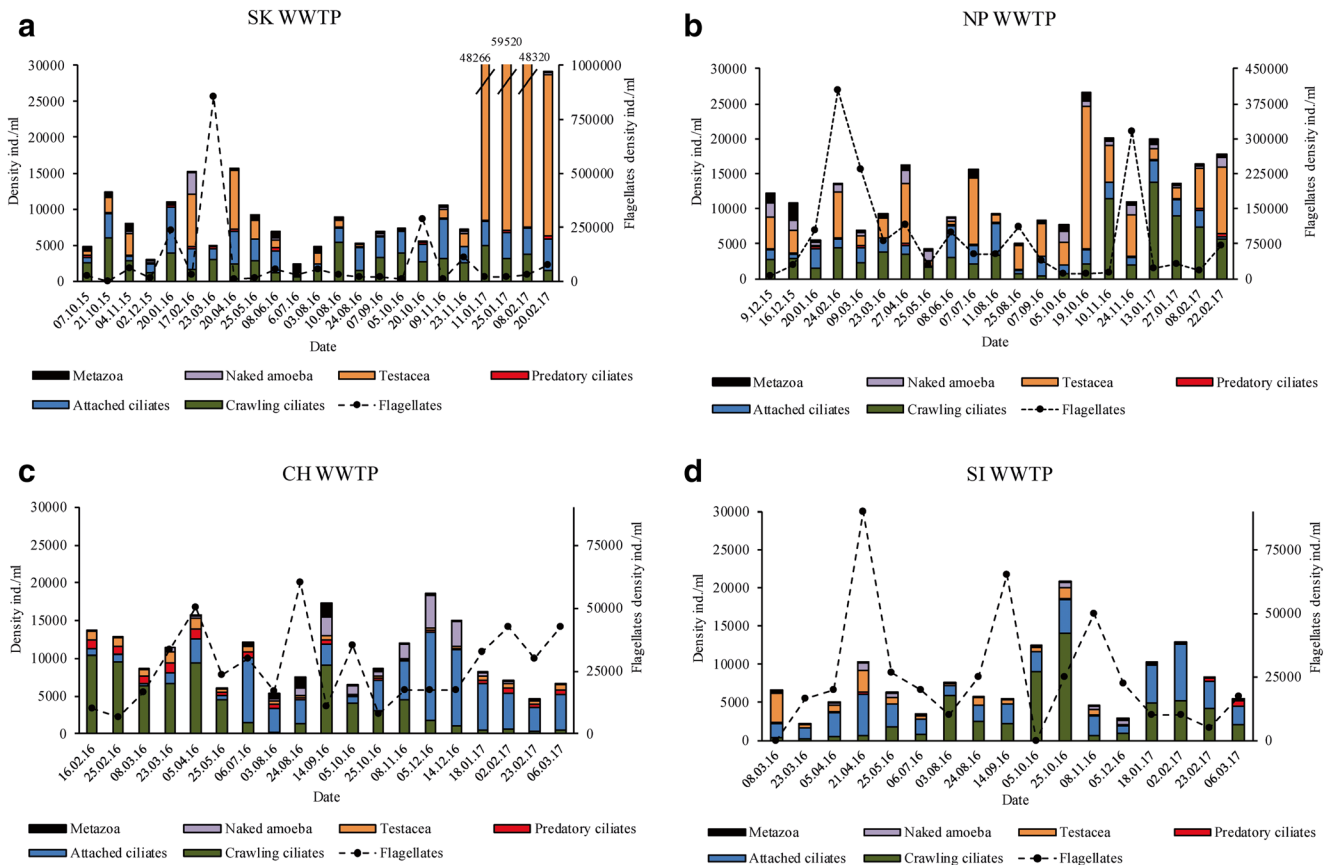 a
SK WWTP
48266
59520
48320
30000
25000
20000
15000
10000
5000
0
Density ind./ml
1000000
750000
500000
250000
0
Flagellates density ind./ml
07.10.15
21.10.15
04.11.15
02.12.15
20.01.16
17.02.16
23.03.16
20.04.16
25.05.16
08.06.16
6.07.16
03.08.16
10.08.16
24.08.16
07.09.16
05.10.16
20.10.16
09.11.16
23.11.16
11.01.17
25.01.17
08.02.17
20.02.17
Date
Metazoa
Naked amoeba
Testacea
Predatory ciliates
Attached ciliates
Crawling ciliates
Flagellates
b
NP WWTP
30000
25000
20000
15000
10000
5000
0
Density ind./ml
450000
375000
300000
225000
150000
75000
0
Flagellates density ind./ml
9.12.15
16.12.15
20.01.16
24.02.16
09.03.16
23.03.16
27.04.16
25.05.16
08.06.16
07.07.16
11.08.16
25.08.16
07.09.16
05.10.16
19.10.16
10.11.16
24.11.16
13.01.17
27.01.17
08.02.17
22.02.17
Date
Metazoa
Naked amoeba
Testacea
Predatory ciliates
Attached ciliates
Crawling ciliates
Flagellates
c
CH WWTP
30000
25000
20000
15000
10000
5000
0
Density ind./ml
75000
50000
25000
0
Flagellates density ind./ml
16.02.16
25.02.16
08.03.16
23.03.16
05.04.16
25.05.16
06.07.16
03.08.16
24.08.16
14.09.16
05.10.16
25.10.16
08.11.16
05.12.16
14.12.16
18.01.17
02.02.17
23.02.17
06.03.17
Date
Metazoa
Naked amoeba
Testacea
Predatory ciliates
Attached ciliates
Crawling ciliates
Flagellates
d
SI WWTP
30000
25000
20000
15000
10000
5000
0
Density ind./ml
75000
50000
25000
0
Flagellates density ind./ml
08.03.16
23.03.16
05.04.16
21.04.16
25.05.16
06.07.16
03.08.16
24.08.16
14.09.16
05.10.16
25.10.16
08.11.16
05.12.16
18.01.17
02.02.17
23.02.17
06.03.17
Date
Metazoa
Naked amoeba
Testacea
Predatory ciliates
Attached ciliates
Crawling ciliates
Flagellates